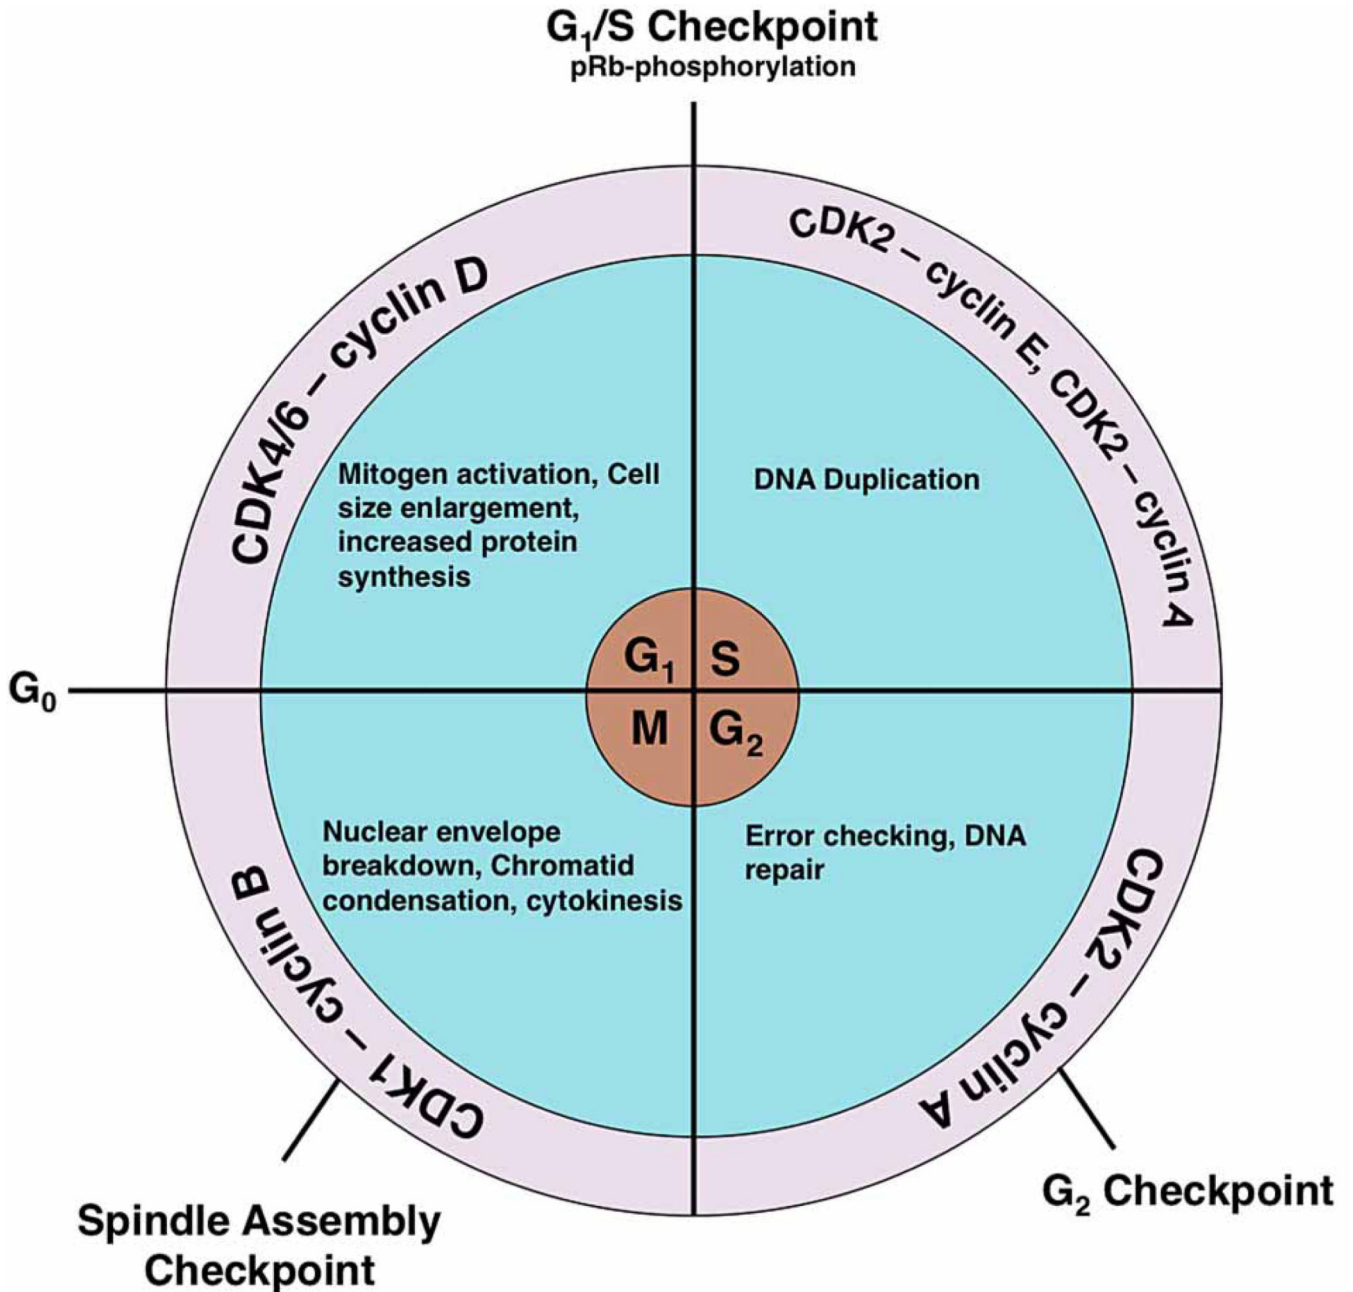 G₁/S Checkpoint
pRb-phosphorylation
CDK4/6 – cyclin D
CDK2 – cyclin E, CDK2 – cyclin A
Mitogen activation, Cell
size enlargement,
increased protein
synthesis
DNA Duplication
G₁
S
G₀
M
G₂
Nuclear envelope
breakdown, Chromatid
condensation, cytokinesis
Error checking, DNA
repair
CDK1 – cyclin B
CDK2 – cyclin A
Spindle Assembly
Checkpoint
G₂ Checkpoint